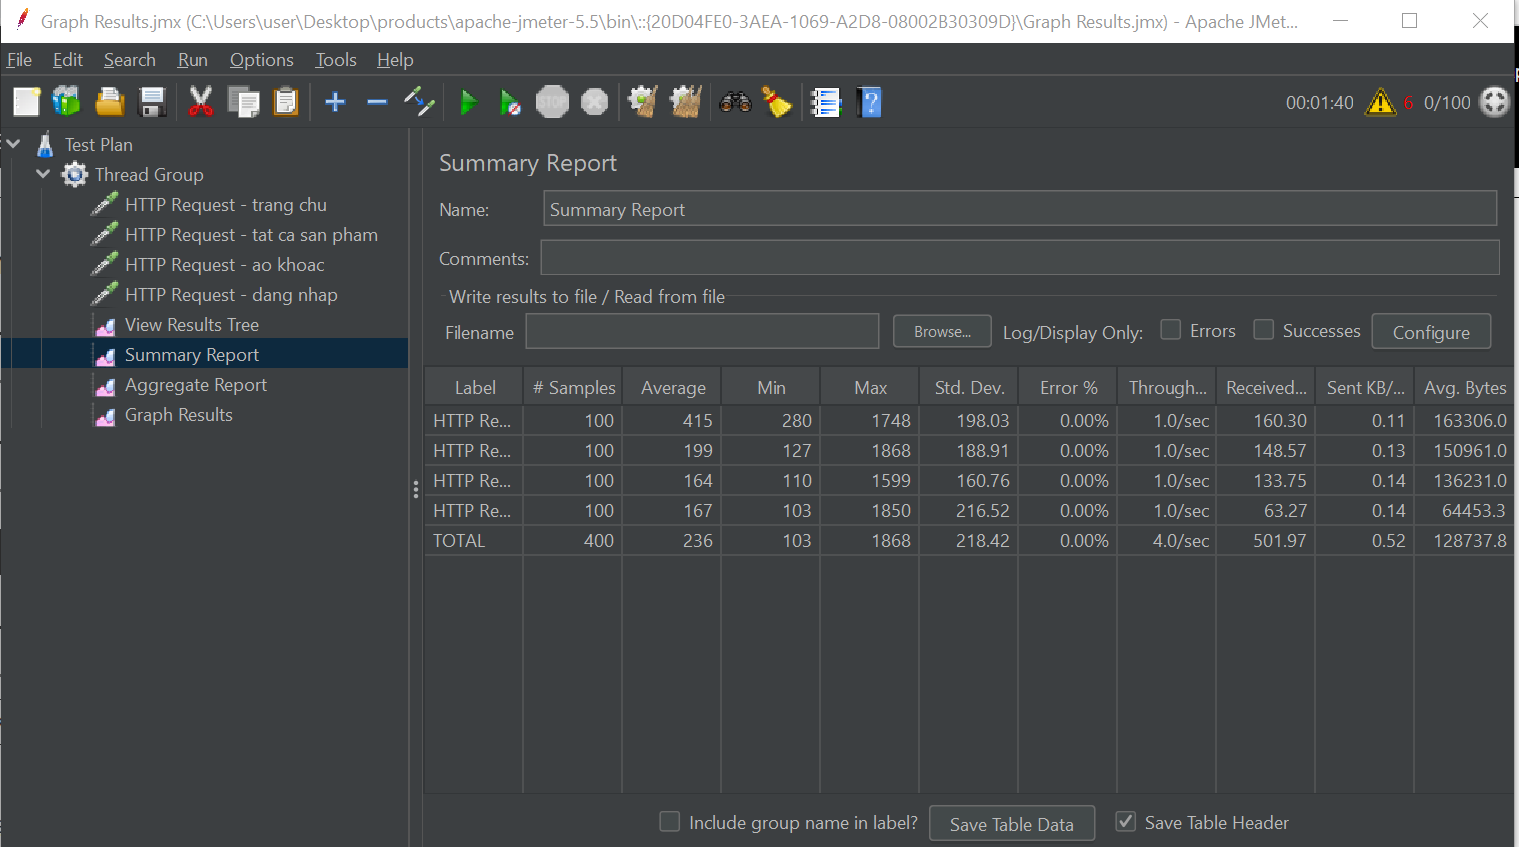 Graph Results.jmx (C:\Users\user\Desktop\products\apache-jmeter-5.5\bin\::{20D04FE0-3AEA-1069-A2D8-08002B30309D}\Graph Results.jmx) - Apache JMet...
File Edit Search Run Options Tools Help
STOP 00:01:40 6 0/100
Test Plan
Thread Group
HTTP Request - trang chu
HTTP Request - tat ca san pham
HTTP Request - ao khoac
HTTP Request - dang nhap
View Results Tree
Summary Report
Aggregate Report
Graph Results
Summary Report
Name: Summary Report
Comments:
Write results to file / Read from file
Filename Browse... Log/Display Only: Errors Successes Configure
Label # Samples Average Min Max Std. Dev. Error % Through... Received... Sent KB/... Avg. Bytes
HTTP Re... 100 415 280 1748 198.03 0.00% 1.0/sec 160.30 0.11 163306.0
HTTP Re... 100 199 127 1868 188.91 0.00% 1.0/sec 148.57 0.13 150961.0
HTTP Re... 100 164 110 1599 160.76 0.00% 1.0/sec 133.75 0.14 136231.0
HTTP Re... 100 167 103 1850 216.52 0.00% 1.0/sec 63.27 0.14 64453.3
TOTAL 400 236 103 1868 218.42 0.00% 4.0/sec 501.97 0.52 128737.8
Include group name in label? Save Table Data Save Table Header